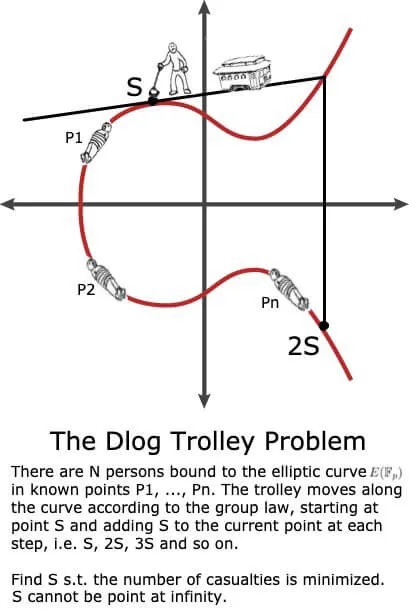 S
P1
P2
Pn
2S
The Dlog Trolley Problem
There are N persons bound to the elliptic curve E(𝔽ₚ)
in known points P1, ..., Pn. The trolley moves along
the curve according to the group law, starting at
point S and adding S to the current point at each
step, i.e. S, 2S, 3S and so on.
Find S s.t. the number of casualties is minimized.
S cannot be point at infinity.